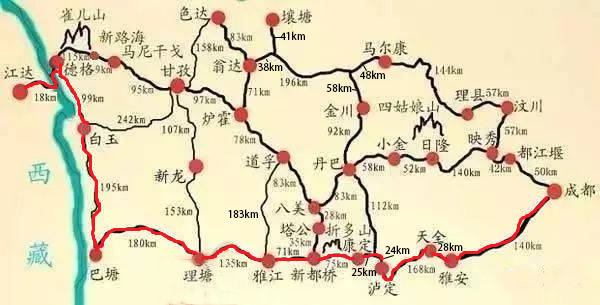 雀儿山
色达
壤塘
41km
新路海
马尼干戈
158km
83km
马尔康
115km
9km
翁达
38km
48km
江达
德格
甘孜
196km
144km
18km
99km
95km
97km
71km
58km
理县
57km
汶川
金川
四姑娘山
242km
炉霍
92km
57km
白玉
107km
78km
小金
日隆
映秀
都江堰
道孚
丹巴
58km
52km
140km
42km
50km
西
新龙
83km
83km
成都
195km
八美
112km
153km
183km
28km
塔公
折多山
天全
180km
35km
康定
24km
28km
140km
藏
135km
71km
75km
168km
巴塘
理塘
雅江
新都桥
25km
泸定
雅安